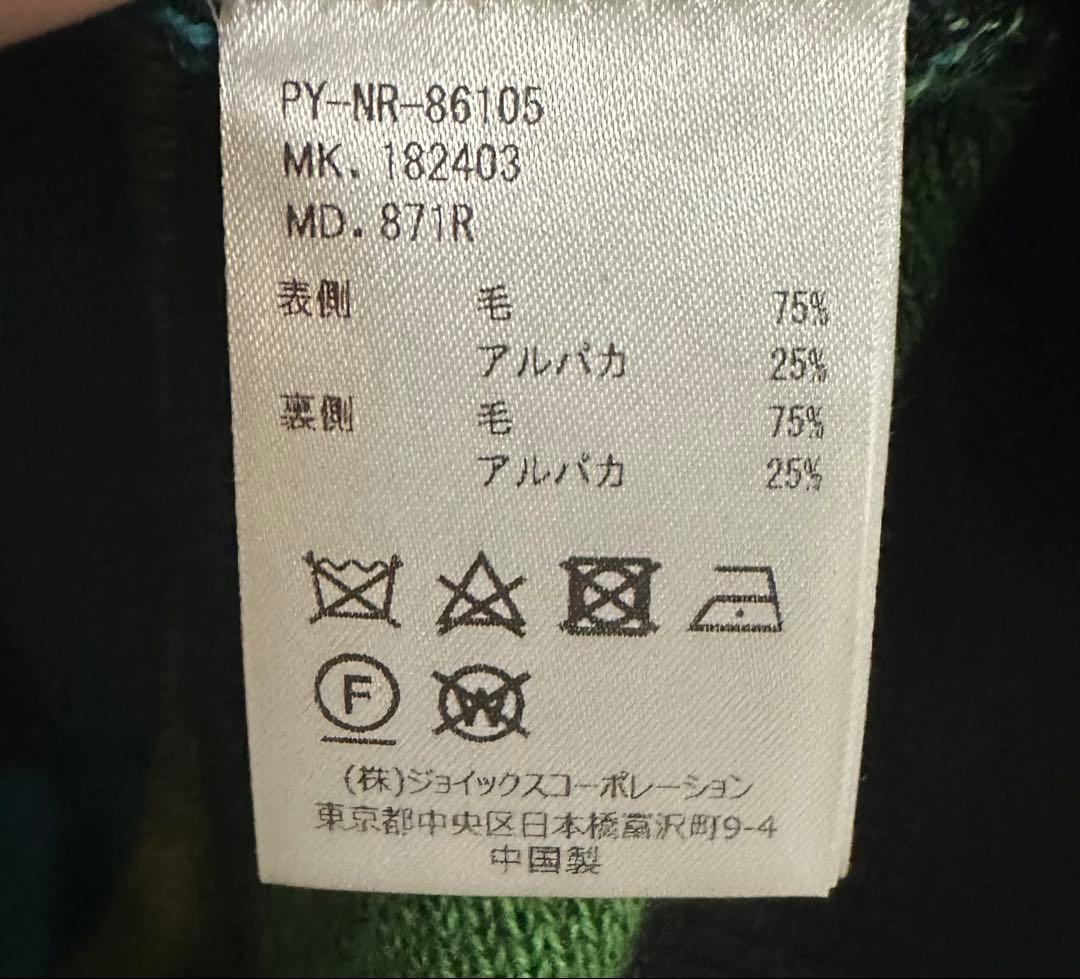 PY-NR-86105
MK. 182403
MD. 871R
表側 毛 75%
アルパカ 25%
裏側 毛 75%
アルパカ 25%
F W
(株)ジョイックスコーポレーション
東京都中央区日本橋富沢町9-4
中国製